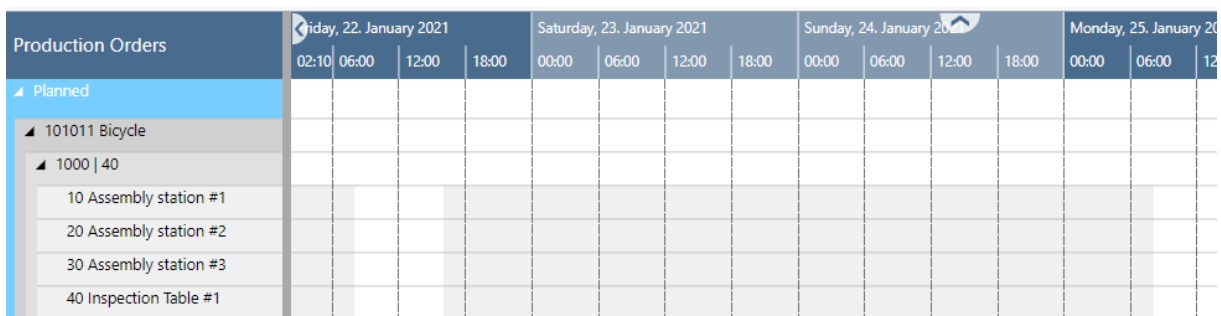 Production Orders
riday, 22. January 2021 Saturday, 23. January 2021 Sunday, 24. January 20 Monday, 25. January 20
02:10 06:00 12:00 18:00 00:00 06:00 12:00 18:00 00:00 06:00 12:00 18:00 00:00 06:00 12
Planned
101011 Bicycle
1000 | 40
10 Assembly station #1
20 Assembly station #2
30 Assembly station #3
40 Inspection Table #1